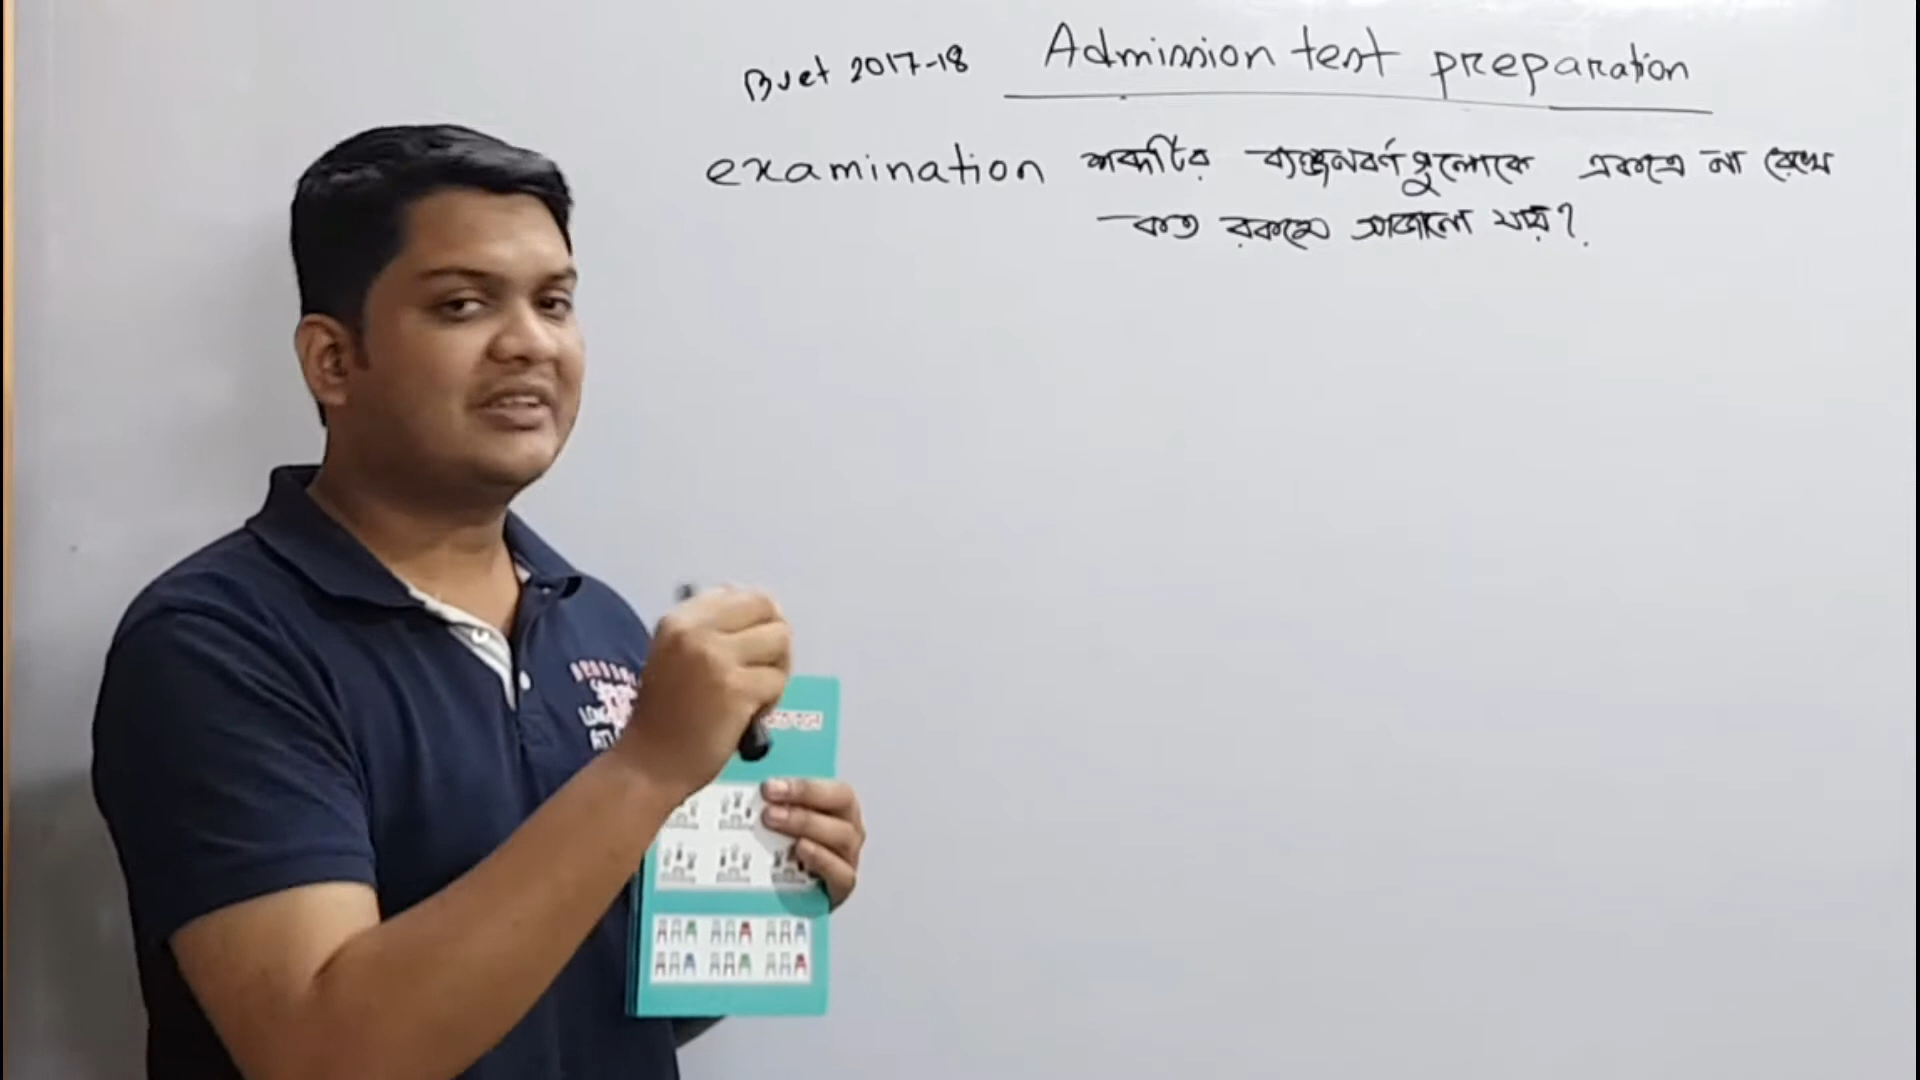 Buet 2017-18 Admission test preparation
examination শব্দটির ব্যঞ্জনবর্ণগুলোকে একত্রে না রেখে
কত রকমে সাজানো যায়?